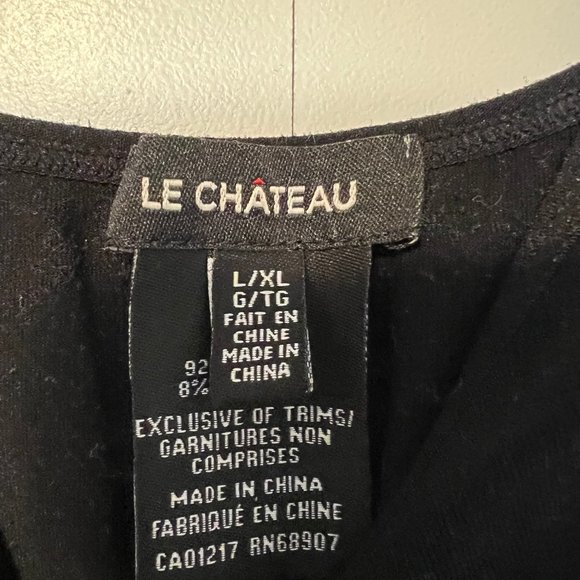 LE CHÂTEAU
L/XL
G/TG
FAIT EN
CHINE
MADE IN
CHINA
92
8%
EXCLUSIVE OF TRIMS/
GARNITURES NON
COMPRISES
MADE IN CHINA
FABRIQUÉ EN CHINE
CA01217 RN68907